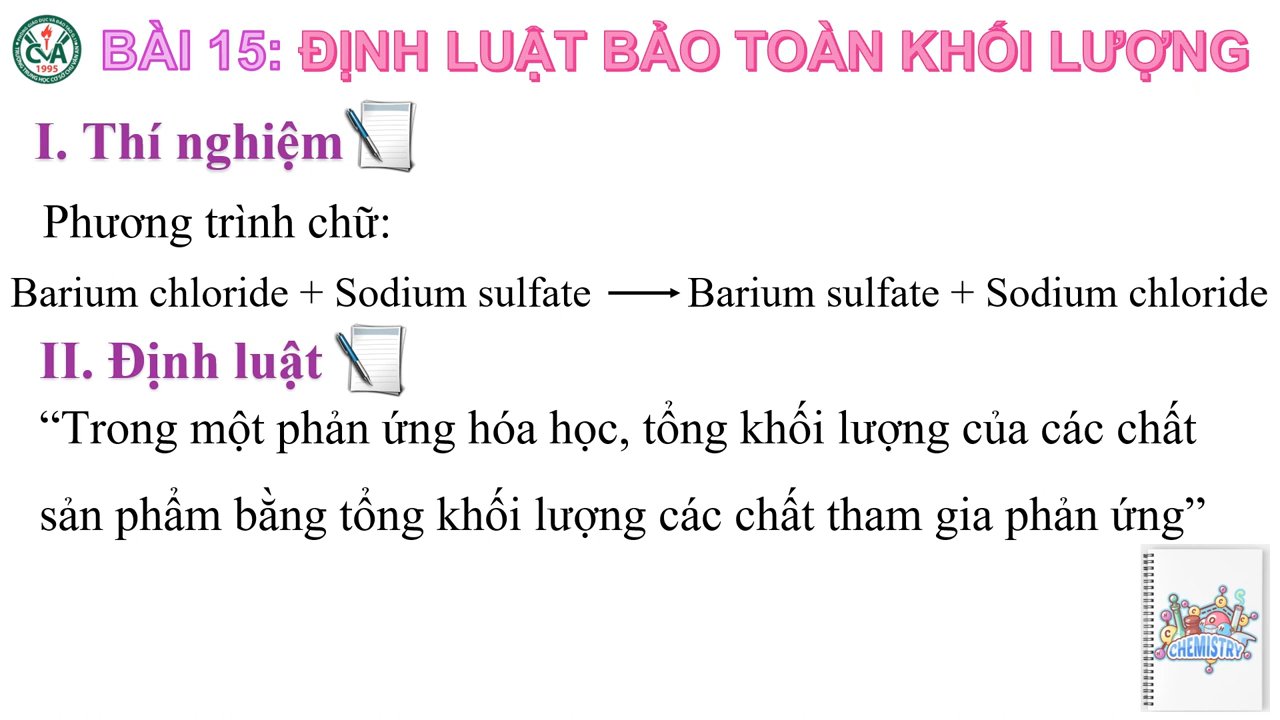 CVA
1995
BÀI 15: ĐỊNH LUẬT BẢO TOÀN KHỐI LƯỢNG
I. Thí nghiệm
Phương trình chữ:
Barium chloride + Sodium sulfate ⟶ Barium sulfate + Sodium chloride
II. Định luật
“Trong một phản ứng hóa học, tổng khối lượng của các chất
sản phẩm bằng tổng khối lượng các chất tham gia phản ứng”
CHEMISTRY